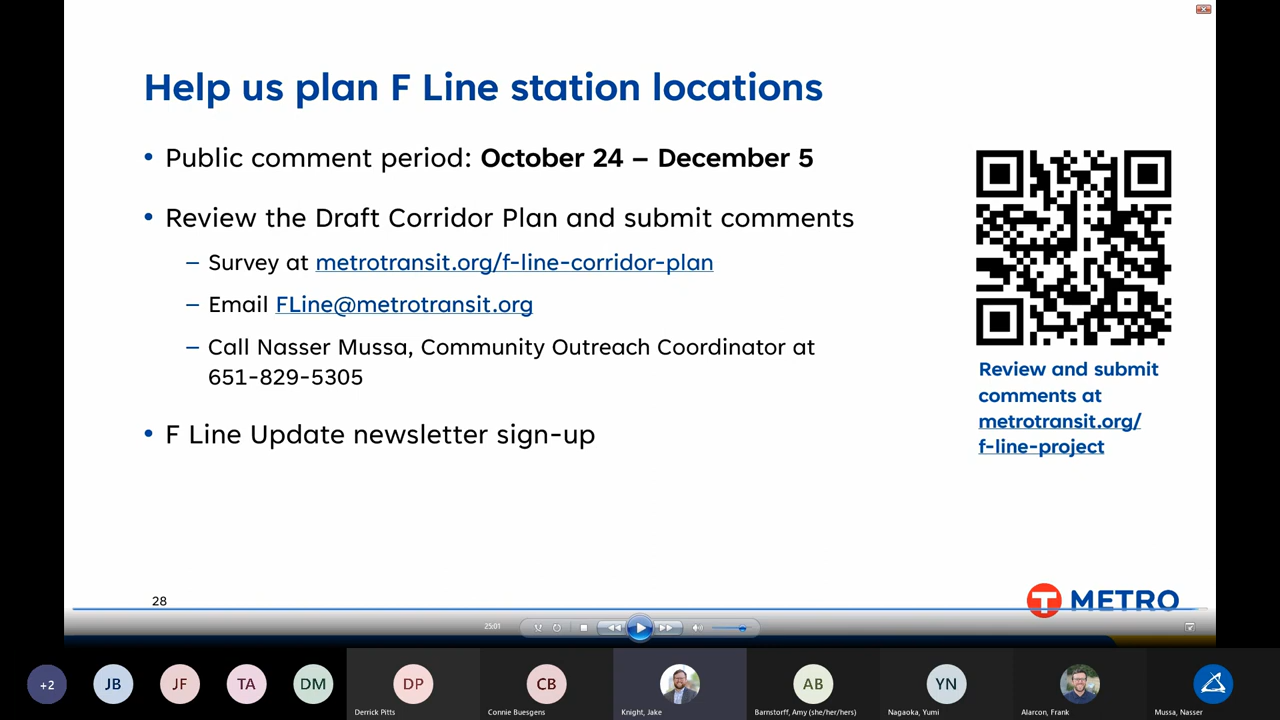 Help us plan F Line station locations
• Public comment period: October 24 – December 5
• Review the Draft Corridor Plan and submit comments
– Survey at metrotransit.org/f-line-corridor-plan
– Email FLine@metrotransit.org
– Call Nasser Mussa, Community Outreach Coordinator at
651-829-5305
• F Line Update newsletter sign-up
Review and submit
comments at
metrotransit.org/
f-line-project
28
T METRO
25:01
+2 JB JF TA DM DP CB AB YN
Derrick Pitts Connie Buesgens Knight, Jake Barnstorff, Amy (she/her/hers) Nagaoka, Yumi Alarcon, Frank Mussa, Nasser